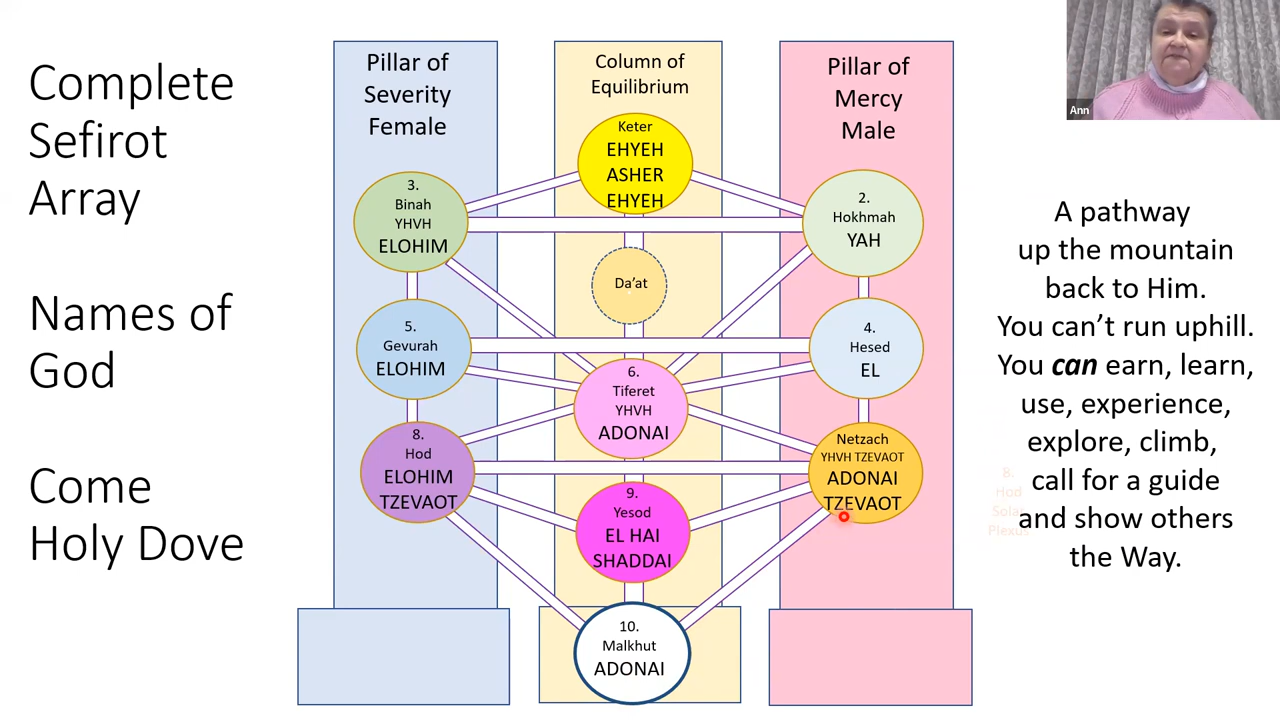 Complete
Sefirot
Array
Names of
God
Come
Holy Dove
Pillar of
Severity
Female
Column of
Equilibrium
Pillar of
Mercy
Male
Keter
EHYEH
ASHER
EHYEH
3.
Binah
YHVH
ELOHIM
2.
Hokhmah
YAH
Da’at
5.
Gevurah
ELOHIM
4.
Hesed
EL
6.
Tiferet
YHVH
ADONAI
8.
Hod
ELOHIM
TZEVAOT
Netzach
YHVH TZEVAOT
ADONAI
TZEVAOT
9.
Yesod
EL HAI
SHADDAI
10.
Malkhut
ADONAI
Ann
A pathway
up the mountain
back to Him.
You can’t run uphill.
You can earn, learn,
use, experience,
explore, climb,
call for a guide
and show others
the Way.
8.
Hod
Solar
Plexus